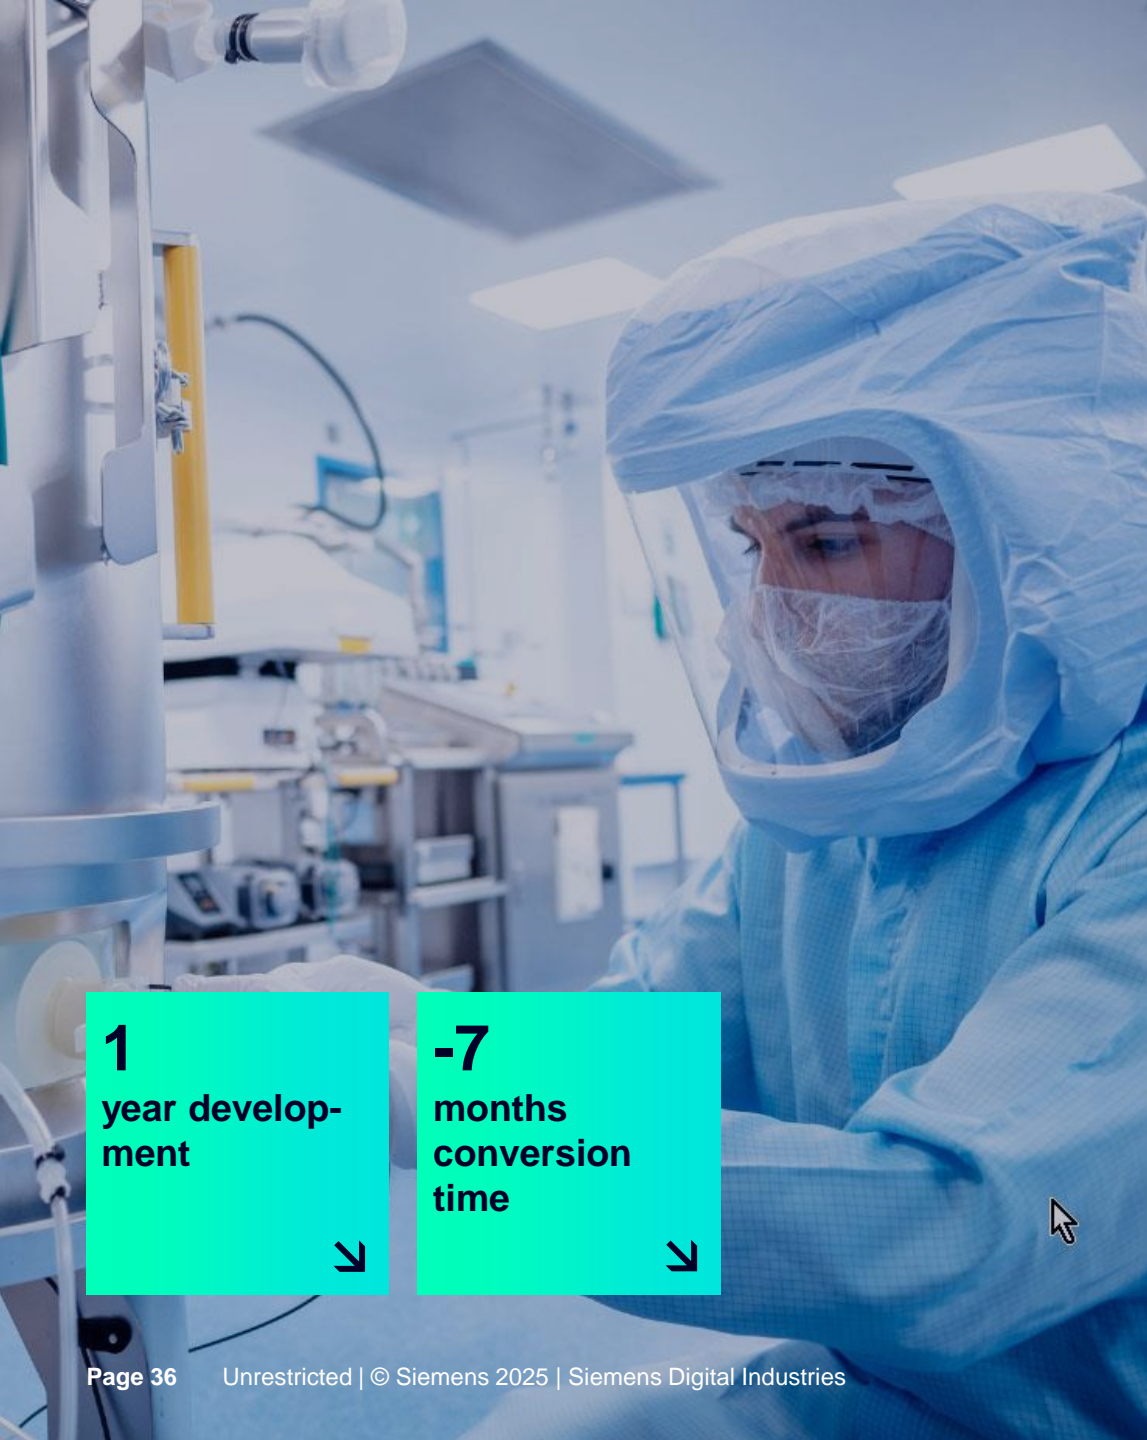 1
year develop-
ment
-7
months
conversion
time
Page 36 Unrestricted | © Siemens 2025 | Siemens Digital Industries